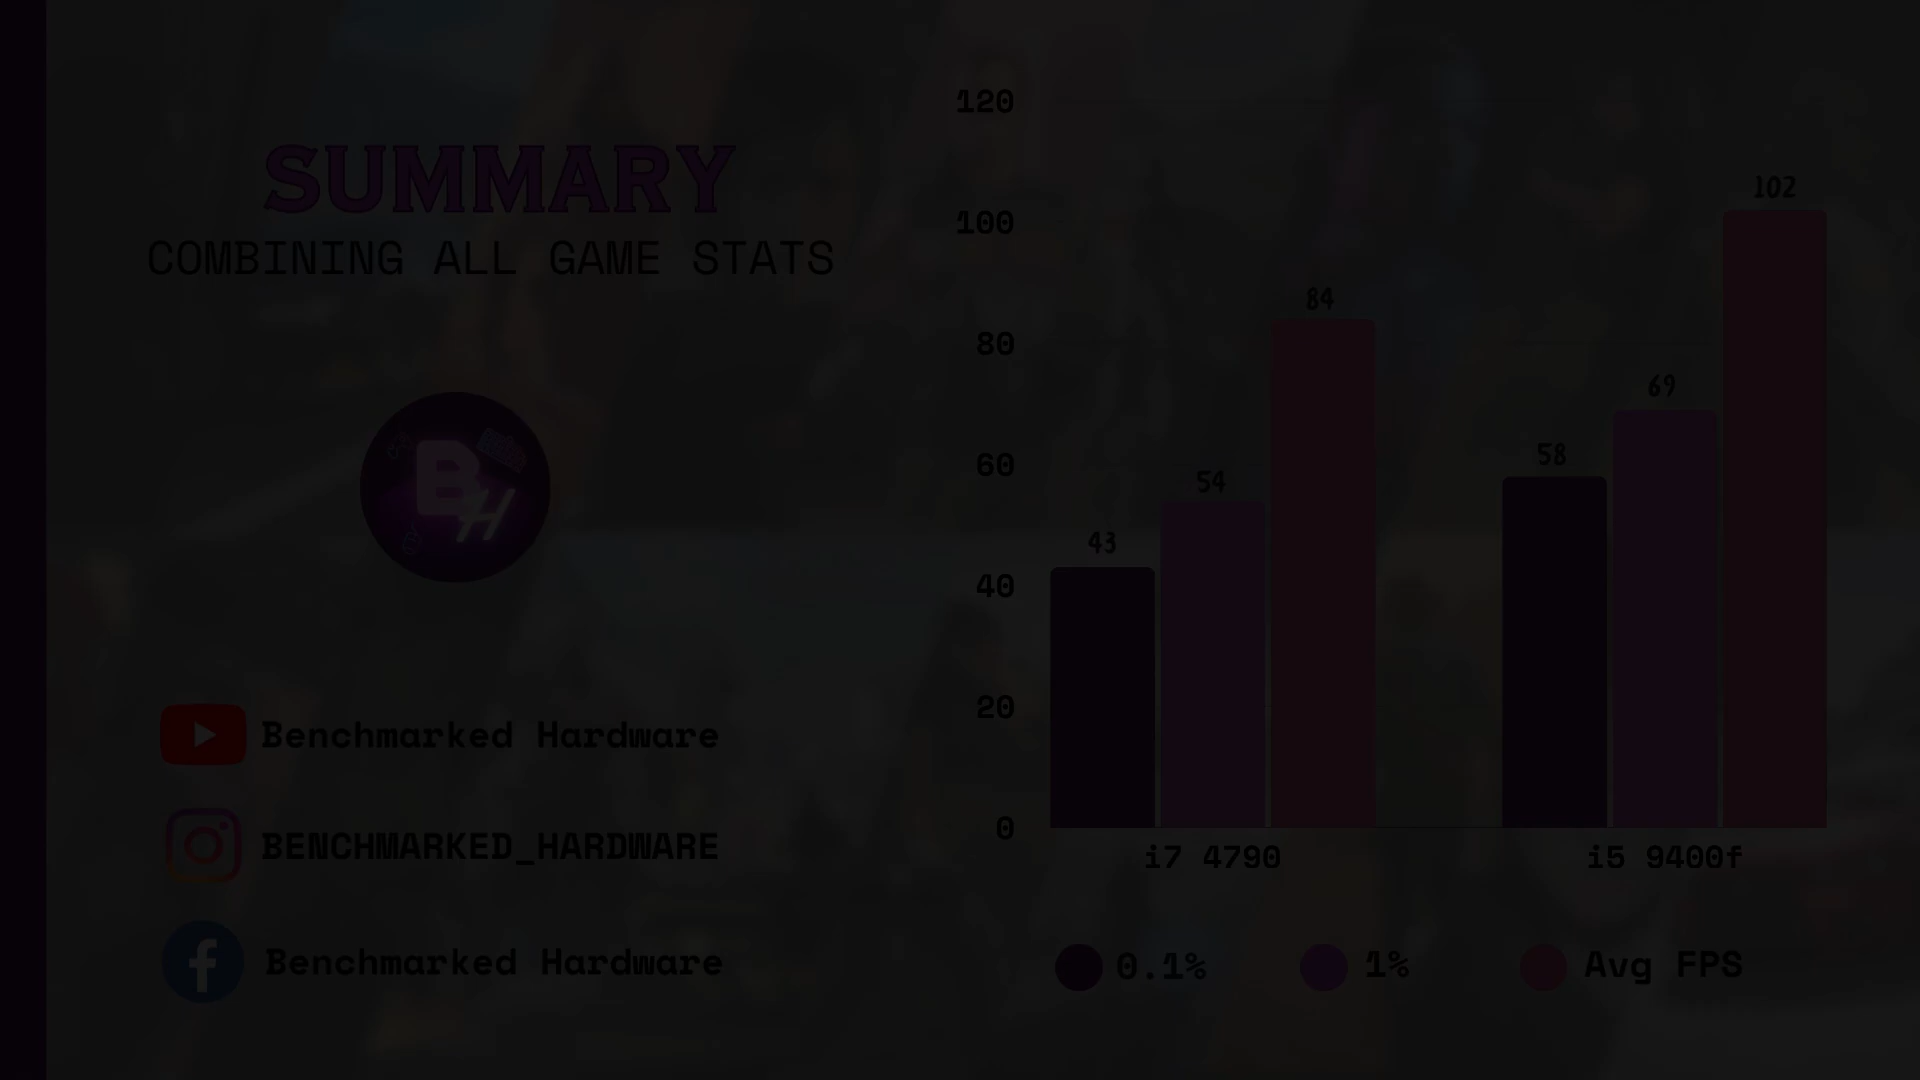 SUMMARY
COMBINING ALL GAME STATS
BH
Benchmarked Hardware
BENCHMARKED_HARDWARE
Benchmarked Hardware
120
100
80
60
40
20
0
43
54
84
58
69
102
i7 4790
i5 9400f
0.1%
1%
Avg FPS